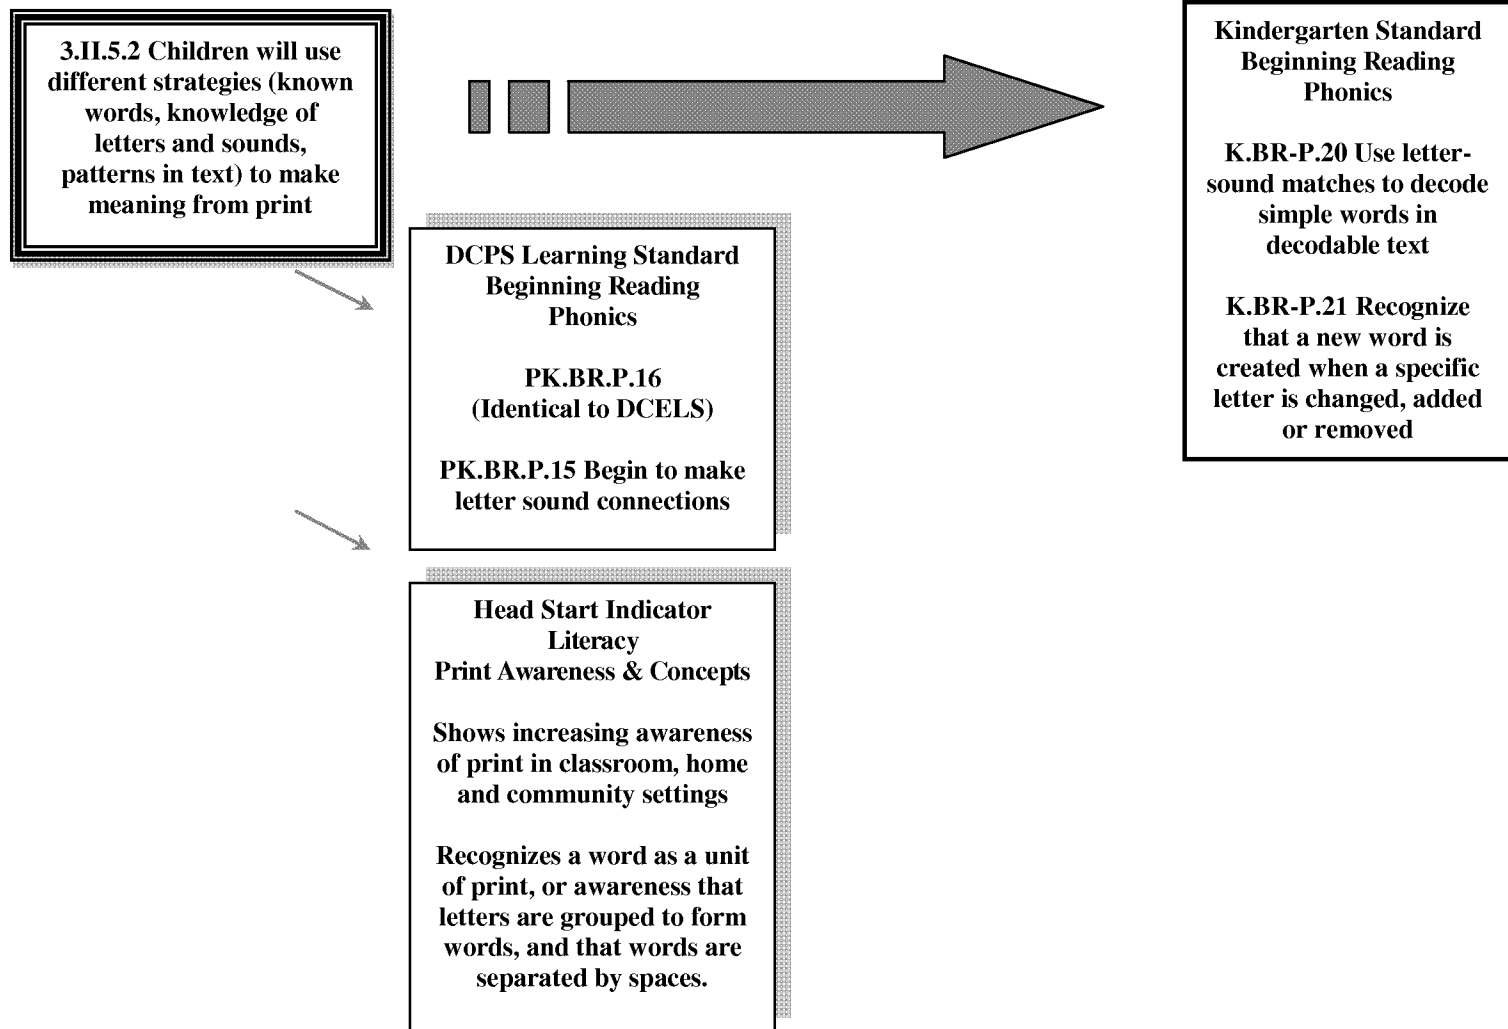 3.II.5.2 Children will use
different strategies (known
words, knowledge of
letters and sounds,
patterns in text) to make
meaning from print
DCPS Learning Standard
Beginning Reading
Phonics
PK.BR.P.16
(Identical to DCELS)
PK.BR.P.15 Begin to make
letter sound connections
Head Start Indicator
Literacy
Print Awareness & Concepts
Shows increasing awareness
of print in classroom, home
and community settings
Recognizes a word as a unit
of print, or awareness that
letters are grouped to form
words, and that words are
separated by spaces.
Kindergarten Standard
Beginning Reading
Phonics
K.BR-P.20 Use letter-
sound matches to decode
simple words in
decodable text
K.BR-P.21 Recognize
that a new word is
created when a specific
letter is changed, added
or removed